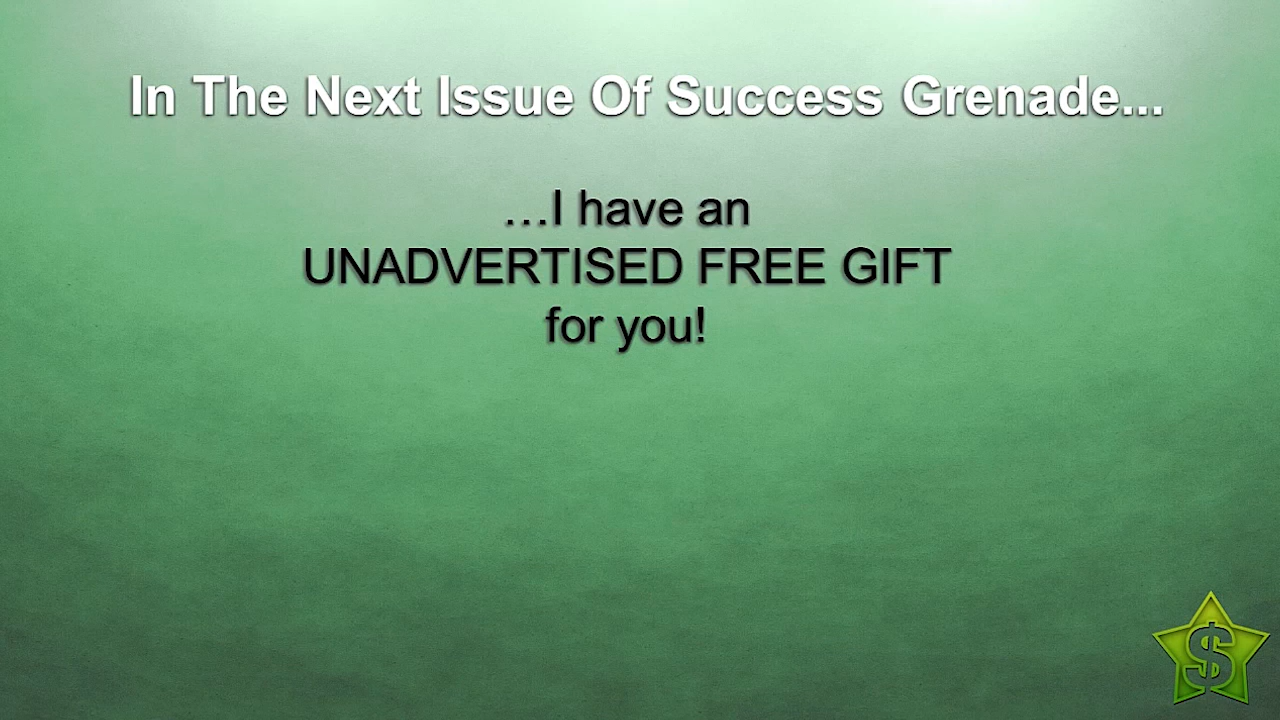 In The Next Issue Of Success Grenade...
…I have an
UNADVERTISED FREE GIFT
for you!
$